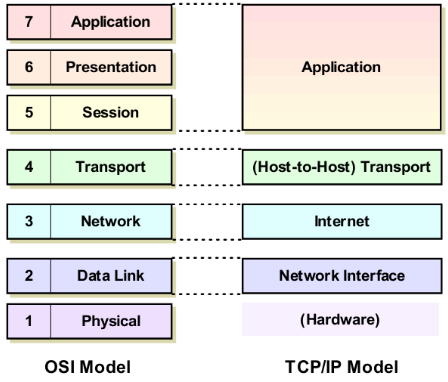 7 Application
6 Presentation
5 Session
Application
4 Transport
(Host-to-Host) Transport
3 Network
Internet
2 Data Link
Network Interface
1 Physical
(Hardware)
OSI Model
TCP/IP Model